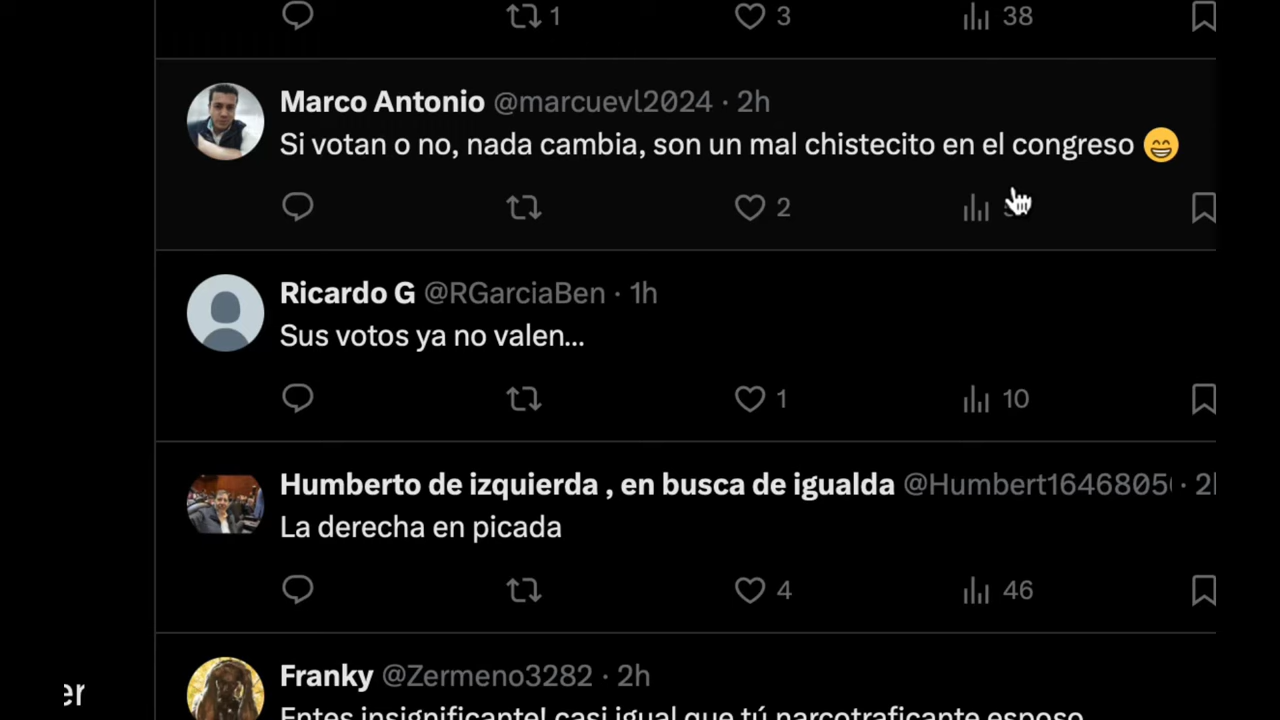 1 3 38
Marco Antonio @marcuevl2024 · 2h
Si votan o no, nada cambia, son un mal chistecito en el congreso 😁
2
Ricardo G @RGarciaBen · 1h
Sus votos ya no valen...
1 10
Humberto de izquierda , en busca de igualda @Humbert1646805 · 2
La derecha en picada
4 46
Franky @Zermeno3282 · 2h
er
Entes insignificante! casi igual que tú narcotraficante esposo